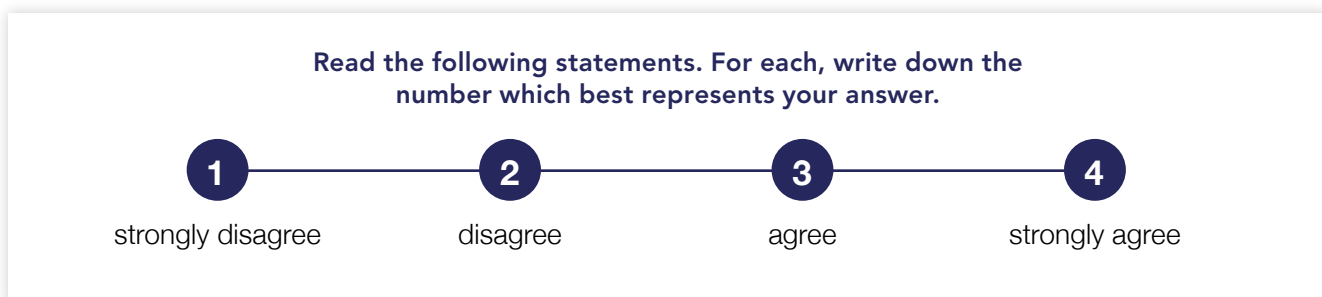 Read the following statements. For each, write down the
number which best represents your answer.
1 2 3 4
strongly disagree disagree agree strongly agree